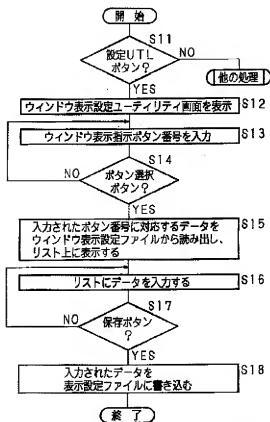 開始
S11
設定UTL
ボタン?
NO
他の処理
YES
S12
ウィンドウ表示設定ユーティリティ画面を表示
S13
ウィンドウ表示指示ボタン番号を入力
S14
ボタン選択
ボタン?
NO
YES
S15
入力されたボタン番号に対応するデータを
ウィンドウ表示設定ファイルから読み出し、
リスト上に表示する
S16
リストにデータを入力する
S17
保存ボタン
?
NO
YES
S18
入力されたデータを
表示設定ファイルに書き込む
終了